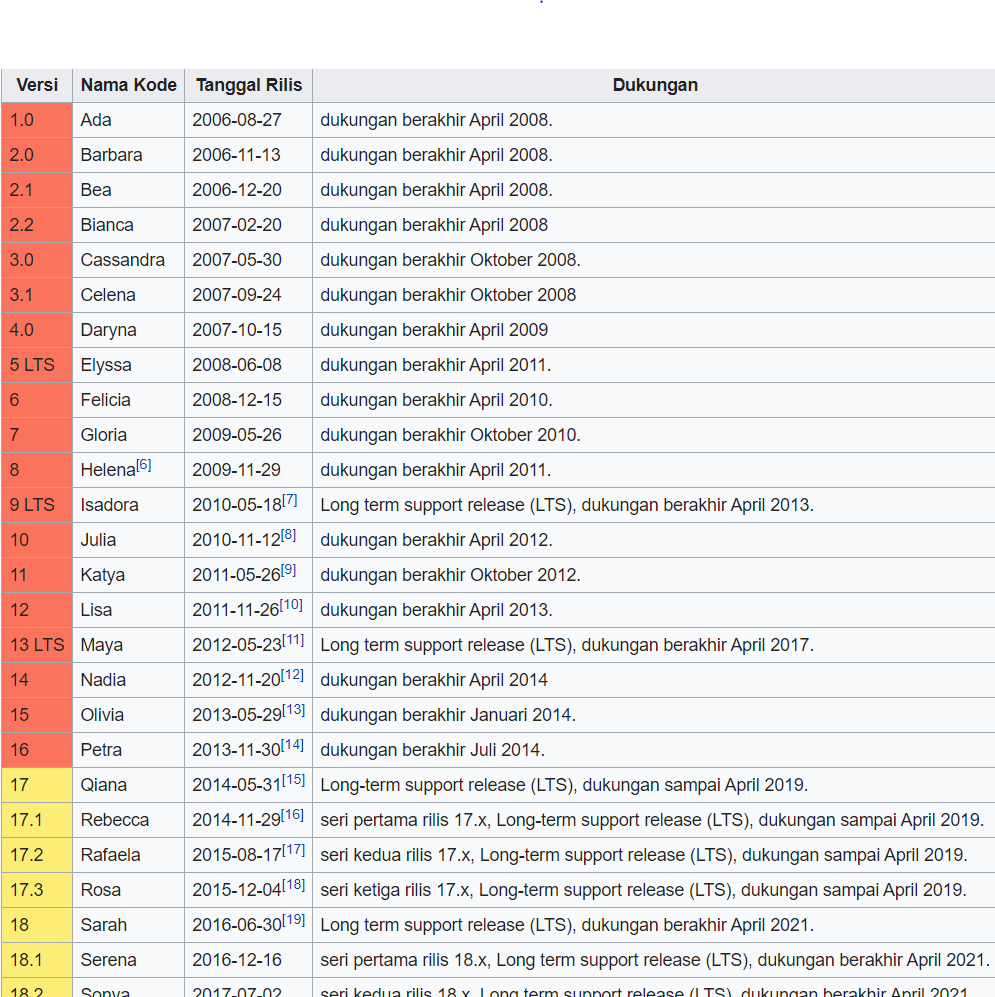 Versi Nama Kode Tanggal Rilis Dukungan
1.0 Ada 2006-08-27 dukungan berakhir April 2008.
2.0 Barbara 2006-11-13 dukungan berakhir April 2008.
2.1 Bea 2006-12-20 dukungan berakhir April 2008.
2.2 Bianca 2007-02-20 dukungan berakhir April 2008
3.0 Cassandra 2007-05-30 dukungan berakhir Oktober 2008.
3.1 Celena 2007-09-24 dukungan berakhir Oktober 2008
4.0 Daryna 2007-10-15 dukungan berakhir April 2009
5 LTS Elyssa 2008-06-08 dukungan berakhir April 2011.
6 Felicia 2008-12-15 dukungan berakhir April 2010.
7 Gloria 2009-05-26 dukungan berakhir Oktober 2010.
8 Helena[6] 2009-11-29 dukungan berakhir April 2011.
9 LTS Isadora 2010-05-18[7] Long term support release (LTS), dukungan berakhir April 2013.
10 Julia 2010-11-12[8] dukungan berakhir April 2012.
11 Katya 2011-05-26[9] dukungan berakhir Oktober 2012.
12 Lisa 2011-11-26[10] dukungan berakhir April 2013.
13 LTS Maya 2012-05-23[11] Long term support release (LTS), dukungan berakhir April 2017.
14 Nadia 2012-11-20[12] dukungan berakhir April 2014
15 Olivia 2013-05-29[13] dukungan berakhir Januari 2014.
16 Petra 2013-11-30[14] dukungan berakhir Juli 2014.
17 Qiana 2014-05-31[15] Long-term support release (LTS), dukungan sampai April 2019.
17.1 Rebecca 2014-11-29[16] seri pertama rilis 17.x, Long-term support release (LTS), dukungan sampai April 2019.
17.2 Rafaela 2015-08-17[17] seri kedua rilis 17.x, Long-term support release (LTS), dukungan sampai April 2019.
17.3 Rosa 2015-12-04[18] seri ketiga rilis 17.x, Long-term support release (LTS), dukungan sampai April 2019.
18 Sarah 2016-06-30[19] Long term support release (LTS), dukungan berakhir April 2021.
18.1 Serena 2016-12-16 seri pertama rilis 18.x, Long term support release (LTS), dukungan berakhir April 2021.
18.2 Sonya 2017-07-02 seri kedua rilis 18.x, Long term support release (LTS), dukungan berakhir April 2021.